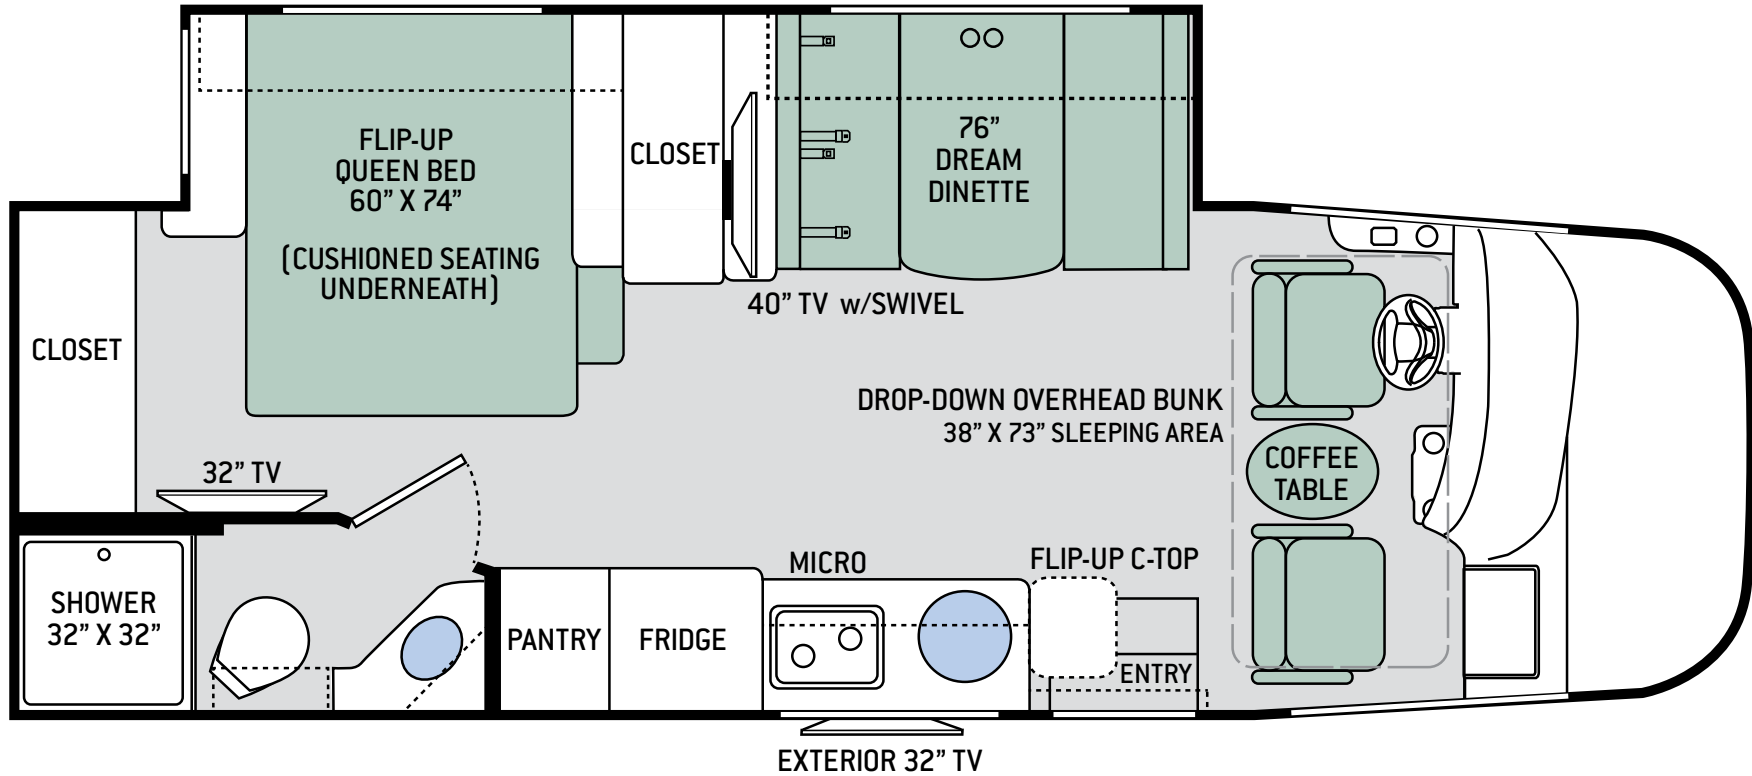 FLIP-UP
QUEEN BED
60” X 74”
(CUSHIONED SEATING
UNDERNEATH)
CLOSET
76”
DREAM
DINETTE
40” TV w/SWIVEL
CLOSET
DROP-DOWN OVERHEAD BUNK
38” X 73” SLEEPING AREA
COFFEE
TABLE
32” TV
SHOWER
32” X 32”
PANTRY
FRIDGE
MICRO
FLIP-UP C-TOP
ENTRY
EXTERIOR 32” TV